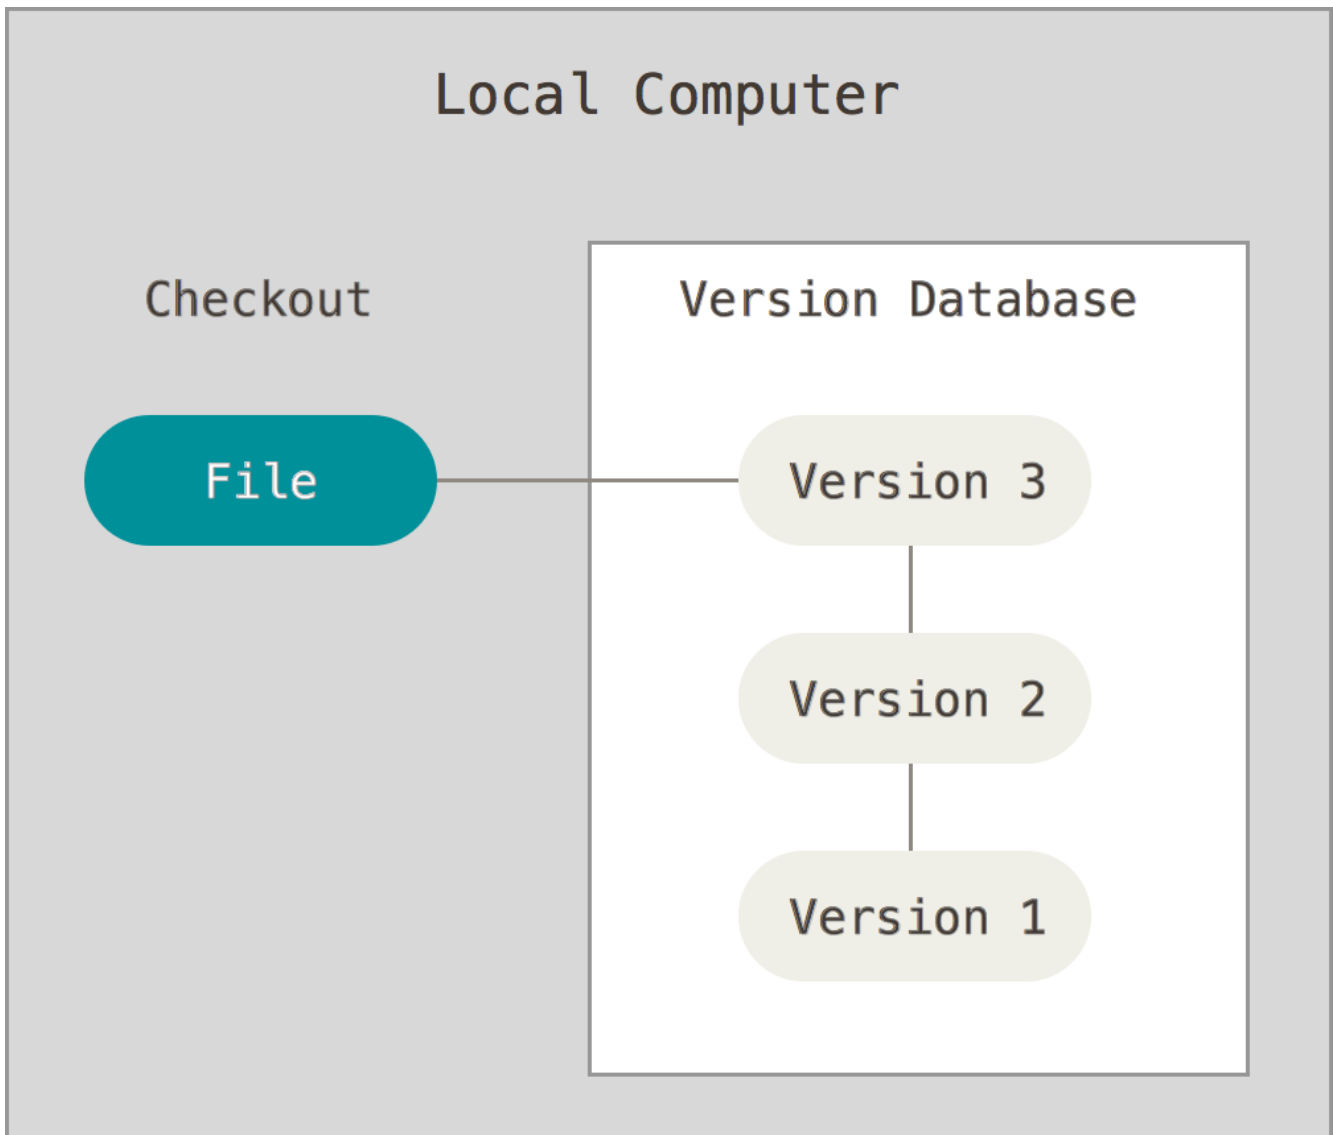 Local Computer
Checkout
Version Database
File
Version 3
Version 2
Version 1